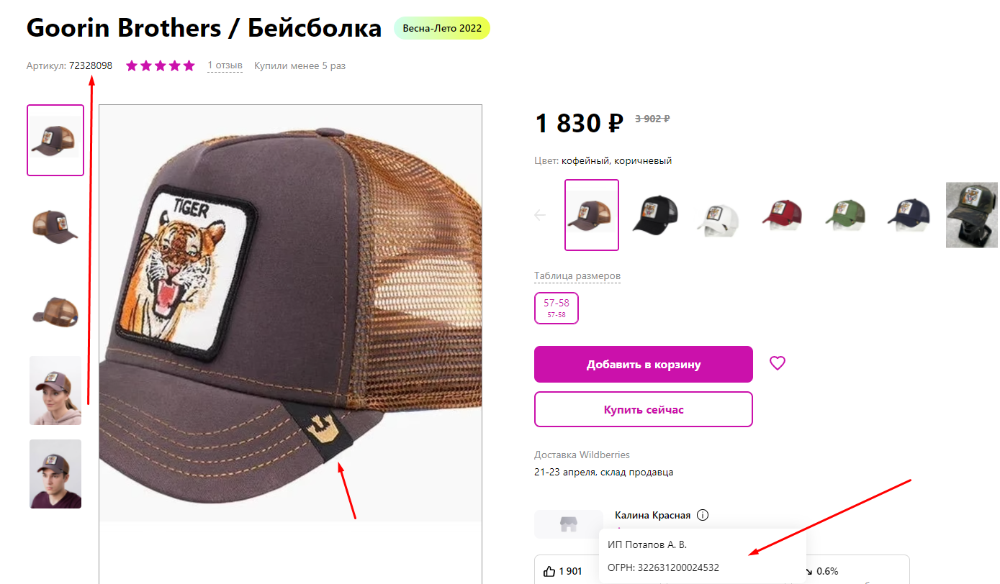 Goorin Brothers / Бейсболка
Весна-Лето 2022
Артикул: 72328098
1 отзыв
Купили менее 5 раз
TIGER
1 830 ₽
3 902 ₽
Цвет: кофейный, коричневый
Таблица размеров
57-58
57-58
Добавить в корзину
Купить сейчас
Доставка Wildberries
21-23 апреля, склад продавца
Калина Красная
ИП Потапов А. В.
ОГРН: 322631200024532
1 901
0.6%